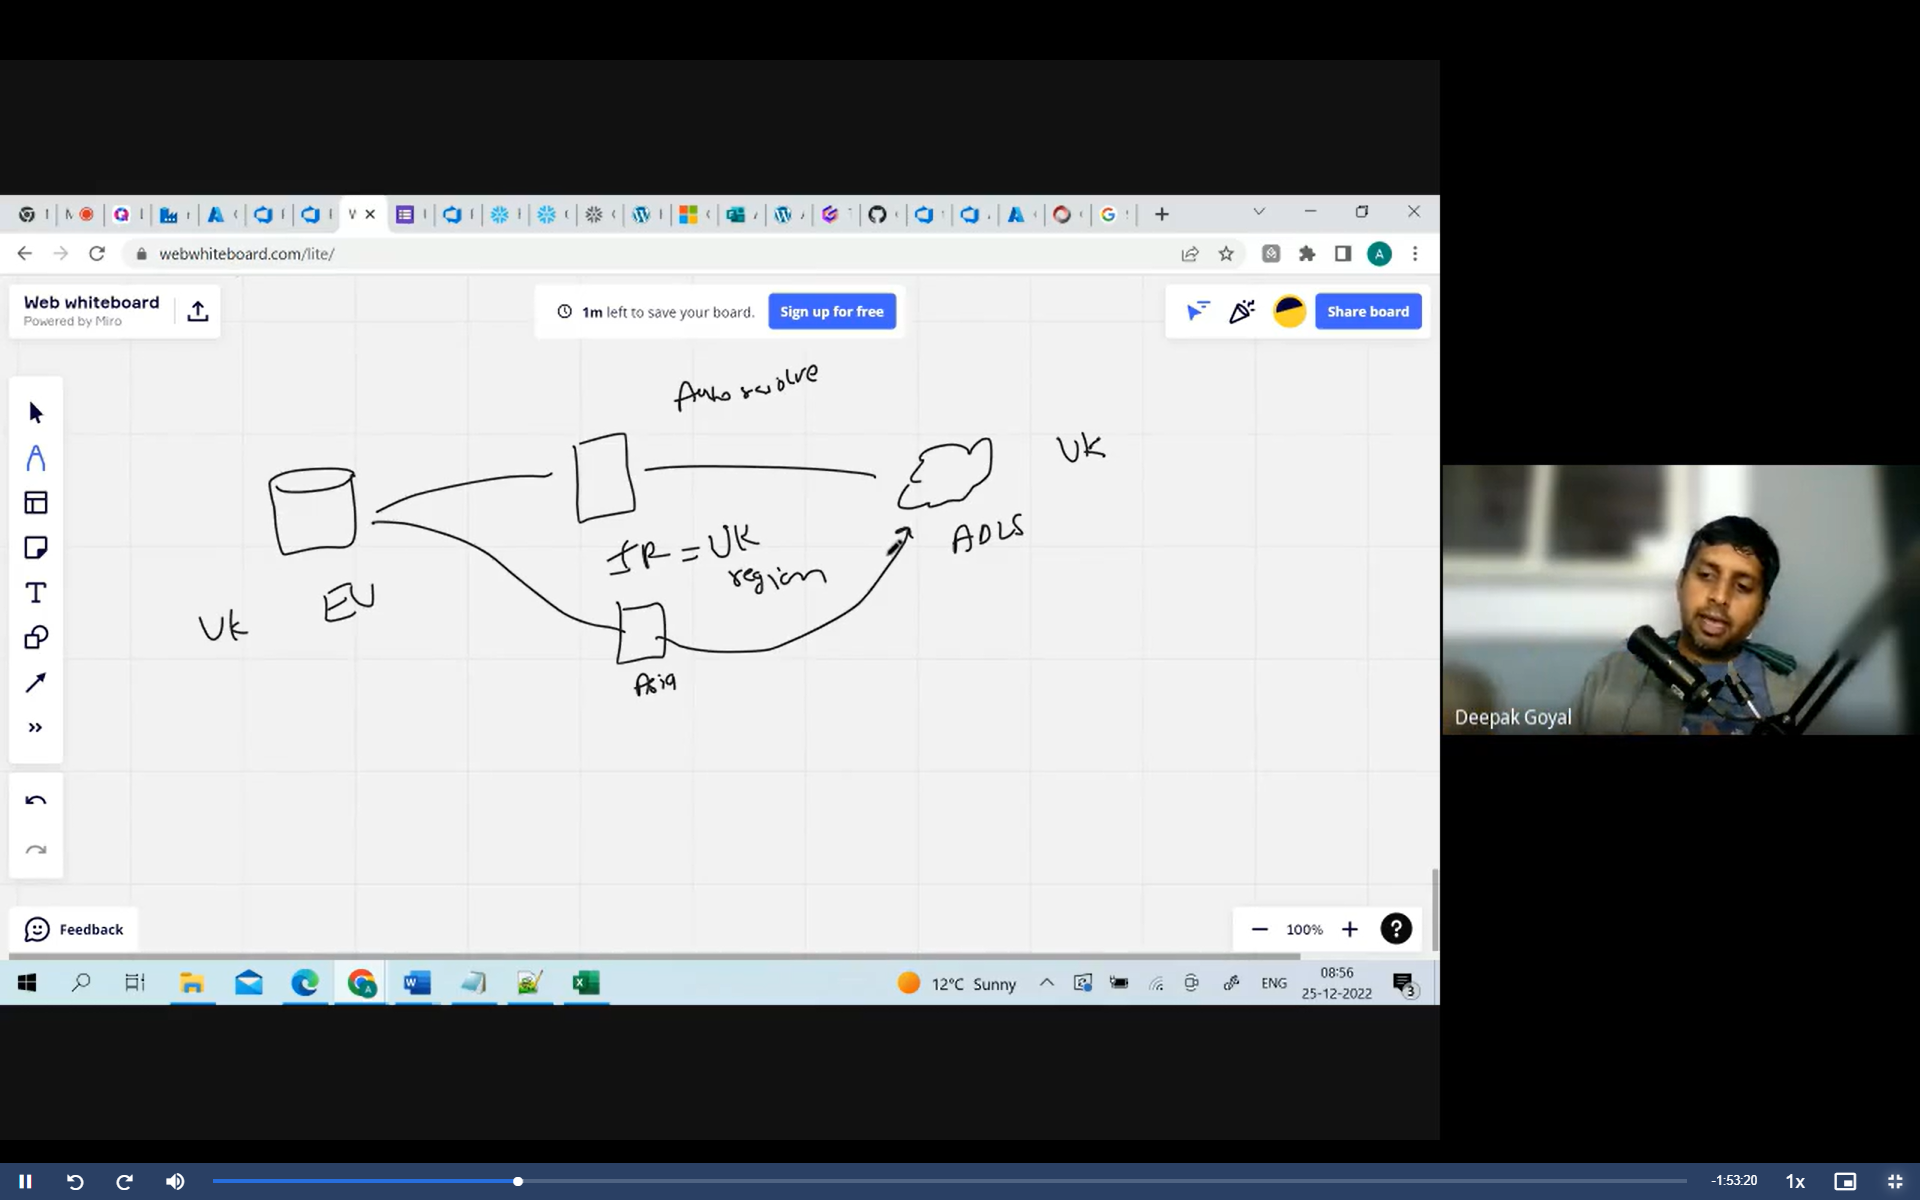 webwhiteboard.com/lite/
A
Web whiteboard
Powered by Miro
1m left to save your board.
Sign up for free
Share board
Auto resolve
UK
ADLS
IR = UK
region
EU
UK
Asia
Deepak Goyal
Feedback
100%
?
12°C Sunny
ENG
08:56
25-12-2022
3
-1:53:20
1x